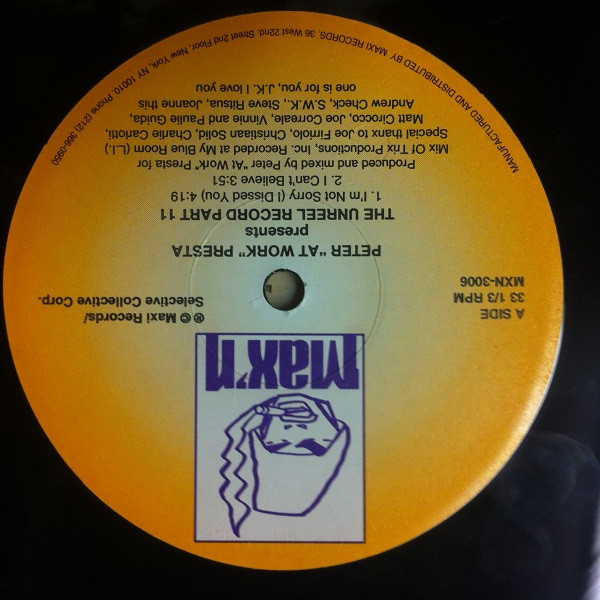 max'n
A SIDE
33 1/3 RPM
MXN-3006
℗ © Maxi Records/
Selective Collective Corp.
PETER "AT WORK" PRESTA
presents
THE UNREEL RECORD PART 11
1. I'm Not Sorry (I Dissed You) 4:19
2. I Can't Believe 3:51
Produced and mixed by Peter "At Work" Presta for
Mix Of Trix Productions, Inc. Recorded at My Blue Room (L.I.)
Special thanx to Joe Firriolo, Christiaan, Solid, Charlie Carlotti,
Matt Cirocco, Joe Correale, Vinnie and Paulie Guida,
Andrew Check, S.W.K., Steve Ritsua, Joanne this
one is for you, J.K. I love you
MANUFACTURED AND DISTRIBUTED BY MAXI RECORDS. 36 West 22nd. Street 2nd Floor, New York, NY 10010. Phone (212) 366-0950